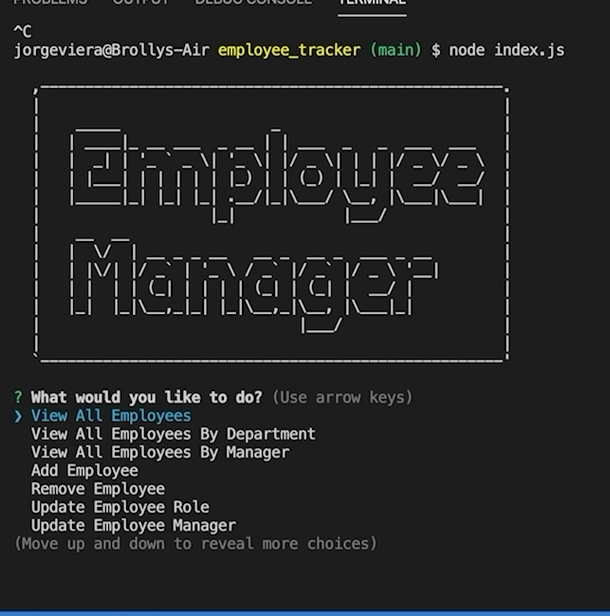 PROBLEMS OUTPUT DEBUG CONSOLE TERMINAL
^C
jorgeviera@Brollys-Air employee_tracker (main) $ node index.js
Employee
Manager
? What would you like to do? (Use arrow keys)
❯ View All Employees
View All Employees By Department
View All Employees By Manager
Add Employee
Remove Employee
Update Employee Role
Update Employee Manager
(Move up and down to reveal more choices)